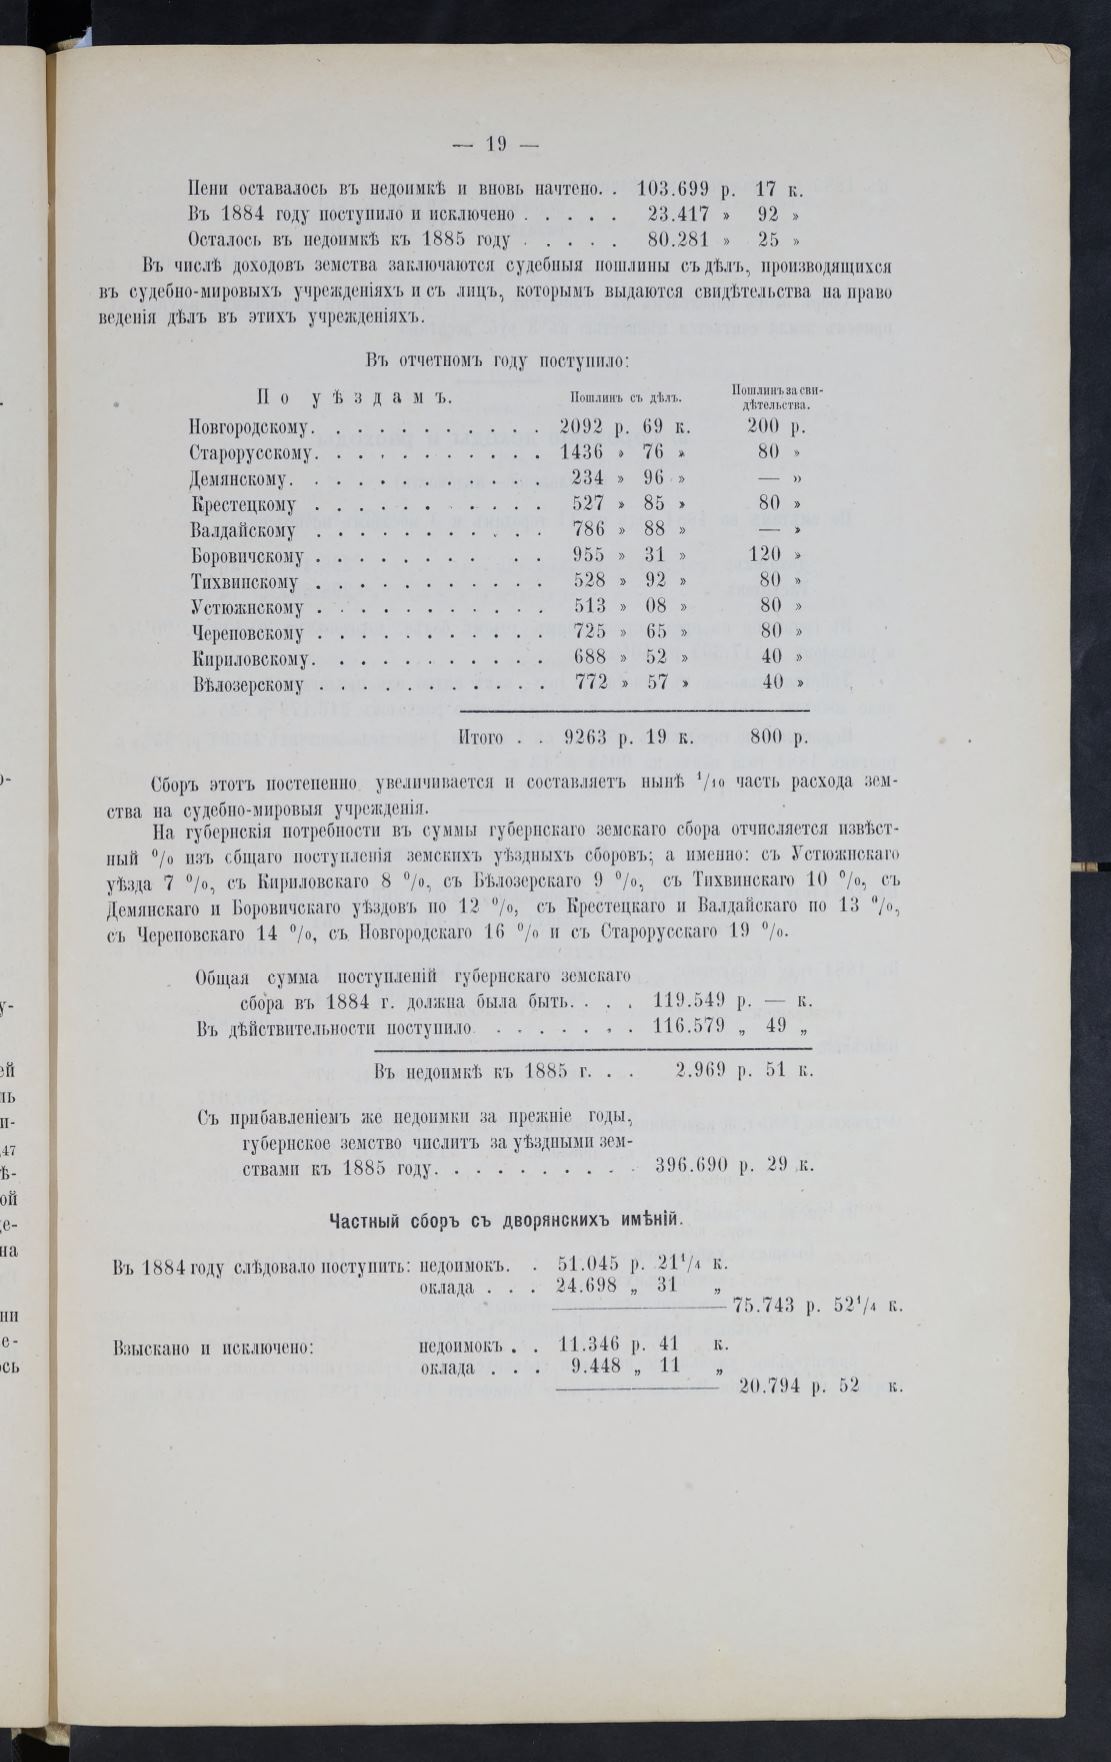 — 19 —
Пени оставалось въ недоимкѣ и вновь начтено. . 103.699 р. 17 к.
Въ 1884 году поступило и исключено . . . . . 23.417 » 92 »
Осталось въ недоимкѣ къ 1885 году . . . . . 80.281 » 25 »
Въ числѣ доходовъ земства заключаются судебныя пошлины съ дѣлъ, производящихся
въ судебно-мировыхъ учрежденіяхъ и съ лицъ, которымъ выдаются свидѣтельства на право
веденія дѣлъ въ этихъ учрежденіяхъ.
Въ отчетномъ году поступило:
По уѣздамъ. Пошлинъ съ дѣлъ. Пошлинъ за сви-
дѣтельства.
Новгородскому. . . . . . . . . . . 2092 р. 69 к. 200 р.
Старорусскому. . . . . . . . . . . 1436 » 76 » 80 »
Демянскому. . . . . . . . . . . . 234 » 96 » — »
Крестецкому . . . . . . . . . . . 527 » 85 » 80 »
Валдайскому . . . . . . . . . . . 786 » 88 » — »
Боровичскому . . . . . . . . . . . 955 » 31 » 120 »
Тихвинскому . . . . . . . . . . . 528 » 92 » 80 »
Устюжнскому . . . . . . . . . . . 513 » 08 » 80 »
Череповскому . . . . . . . . . . . 725 » 65 » 80 »
Кириловскому. . . . . . . . . . . 688 » 52 » 40 »
Бѣлозерскому . . . . . . . . . . . 772 » 57 » 40 »
Итого . . 9263 р. 19 к. 800 р.
Сборъ этотъ постепенно увеличивается и составляетъ нынѣ 1/10 часть расхода зем-
ства на судебно-мировыя учрежденія.
На губернскія потребности въ суммы губернскаго земскаго сбора отчисляется извѣст-
ный % изъ общаго поступленія земскихъ уѣздныхъ сборовъ; а именно: съ Устюжнскаго
уѣзда 7 %, съ Кириловскаго 8 %, съ Бѣлозерскаго 9 %, съ Тихвинскаго 10 %, съ
Демянскаго и Боровичскаго уѣздовъ по 12 %, съ Крестецкаго и Валдайскаго по 13 %,
съ Череповскаго 14 %, съ Новгородскаго 16 % и съ Старорусскаго 19 %.
Общая сумма поступленій губернскаго земскаго
сбора въ 1884 г. должна была быть. . . . 119.549 р. — к.
Въ дѣйствительности поступило . . . . . . . 116.579 „ 49 „
Въ недоимкѣ къ 1885 г. . . 2.969 р. 51 к.
Съ прибавленіемъ же недоимки за прежніе годы,
губернское земство числитъ за уѣздными зем-
ствами къ 1885 году. . . . . . . . . . 396.690 р. 29 к.
Частный сборъ съ дворянскихъ имѣній.
Въ 1884 году слѣдовало поступить: недоимокъ. . 51.045 р. 21 1/4 к.
оклада . . . 24.698 „ 31 „
75.743 р. 52 1/4 к.
Взыскано и исключено: недоимокъ . . 11.346 р. 41 к.
оклада . . . 9.448 „ 11 „
20.794 р. 52 к.